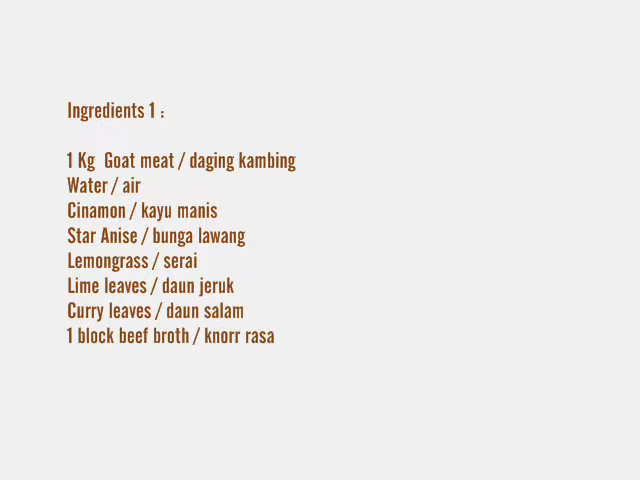 Ingredients 1 :
1 Kg  Goat meat / daging kambing
Water / air
Cinamon / kayu manis
Star Anise / bunga lawang
Lemongrass / serai
Lime leaves / daun jeruk
Curry leaves / daun salam
1 block beef broth / knorr rasa